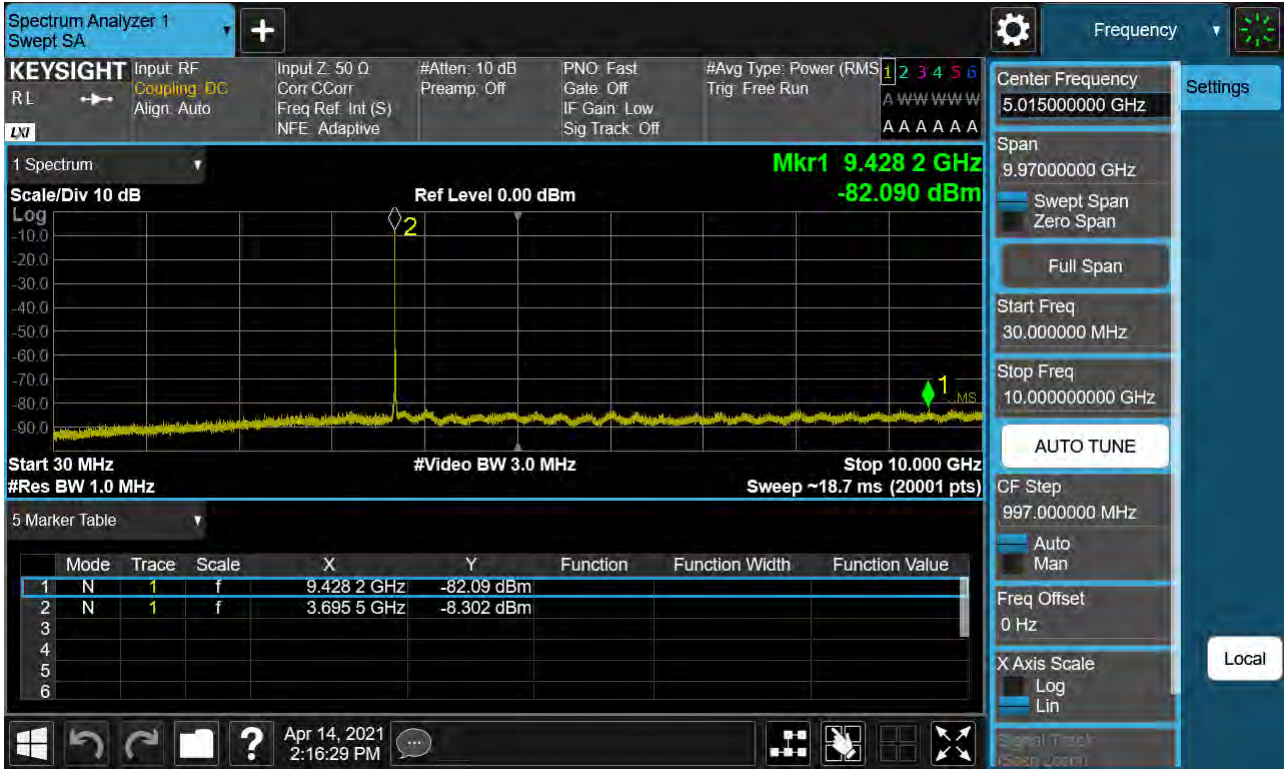 Spectrum Analyzer 1
Swept SA
+
Frequency
KEYSIGHT
RL
LXI
Input: RF
Coupling: DC
Align: Auto
Input Z: 50 Ω
Corr CCorr
Freq Ref: Int (S)
NFE: Adaptive
#Atten: 10 dB
Preamp: Off
PNO: Fast
Gate: Off
IF Gain: Low
Sig Track: Off
#Avg Type: Power (RMS
Trig: Free Run
1 2 3 4 5 6
A W W W W W
A A A A A A
1 Spectrum
Mkr1 9.428 2 GHz
Scale/Div 10 dB
Ref Level 0.00 dBm
-82.090 dBm
Log
-10.0
-20.0
-30.0
-40.0
-50.0
-60.0
-70.0
-80.0
-90.0
2
1
Start 30 MHz
#Video BW 3.0 MHz
Stop 10.000 GHz
#Res BW 1.0 MHz
Sweep ~18.7 ms (20001 pts)
5 Marker Table
Mode Trace Scale X Y Function Function Width Function Value
1 N 1 f 9.428 2 GHz -82.09 dBm
2 N 1 f 3.695 5 GHz -8.302 dBm
3
4
5
6
?
Apr 14, 2021
2:16:29 PM
Center Frequency
5.015000000 GHz
Span
9.97000000 GHz
Swept Span
Zero Span
Full Span
Start Freq
30.000000 MHz
Stop Freq
10.000000000 GHz
AUTO TUNE
CF Step
997.000000 MHz
Auto
Man
Freq Offset
0 Hz
X Axis Scale
Log
Lin
Signal Track
(Span Zoom)
Settings
Local